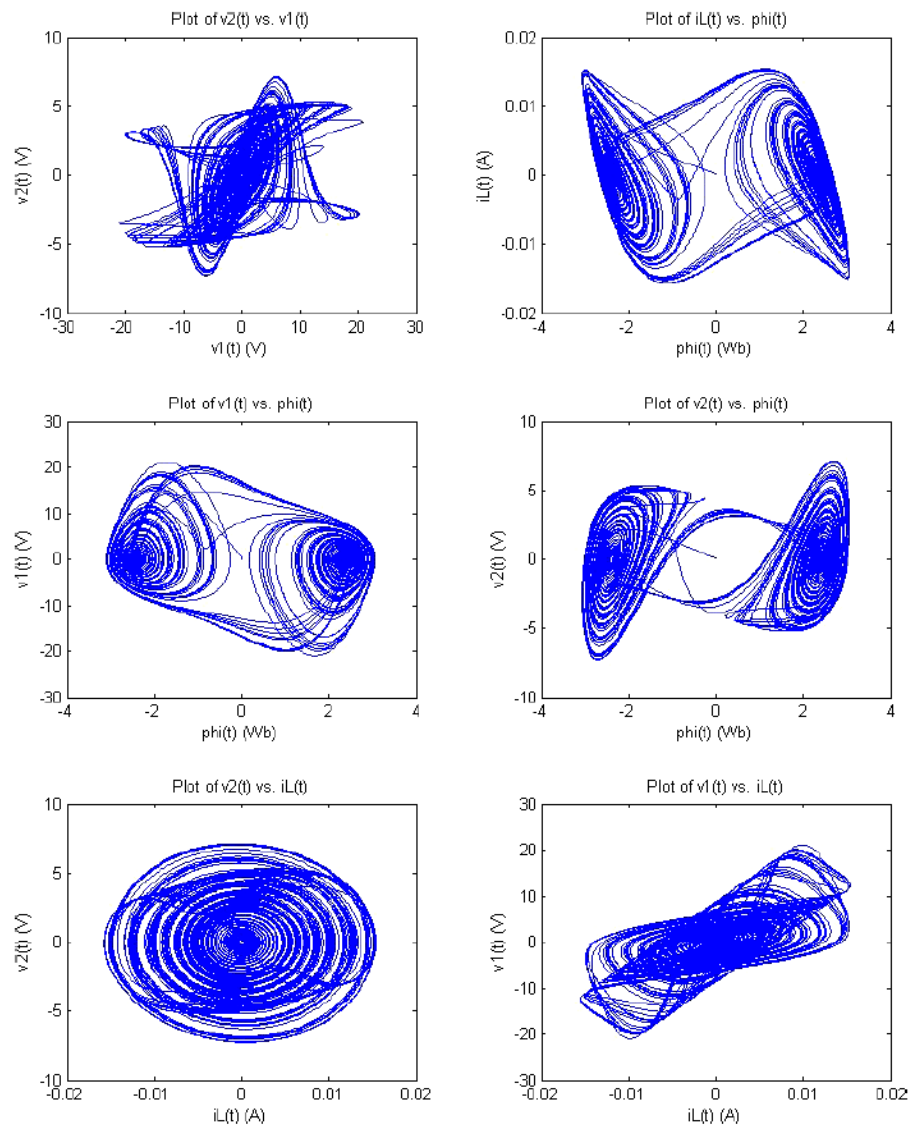 Plot of v2(t) vs. v1(t)
10
5
0
-5
-10
v2(t) (V)
-30 -20 -10 0 10 20 30
v1(t) (V)
Plot of iL(t) vs. phi(t)
0.02
0.01
0
-0.01
-0.02
iL(t) (A)
-4 -2 0 2 4
phi(t) (Wb)
Plot of v1(t) vs. phi(t)
30
20
10
0
-10
-20
-30
v1(t) (V)
-4 -2 0 2 4
phi(t) (Wb)
Plot of v2(t) vs. phi(t)
10
5
0
-5
-10
v2(t) (V)
-4 -2 0 2 4
phi(t) (Wb)
Plot of v2(t) vs. iL(t)
10
5
0
-5
-10
v2(t) (V)
-0.02 -0.01 0 0.01 0.02
iL(t) (A)
Plot of v1(t) vs. iL(t)
30
20
10
0
-10
-20
-30
v1(t) (V)
-0.02 -0.01 0 0.01 0.02
iL(t) (A)